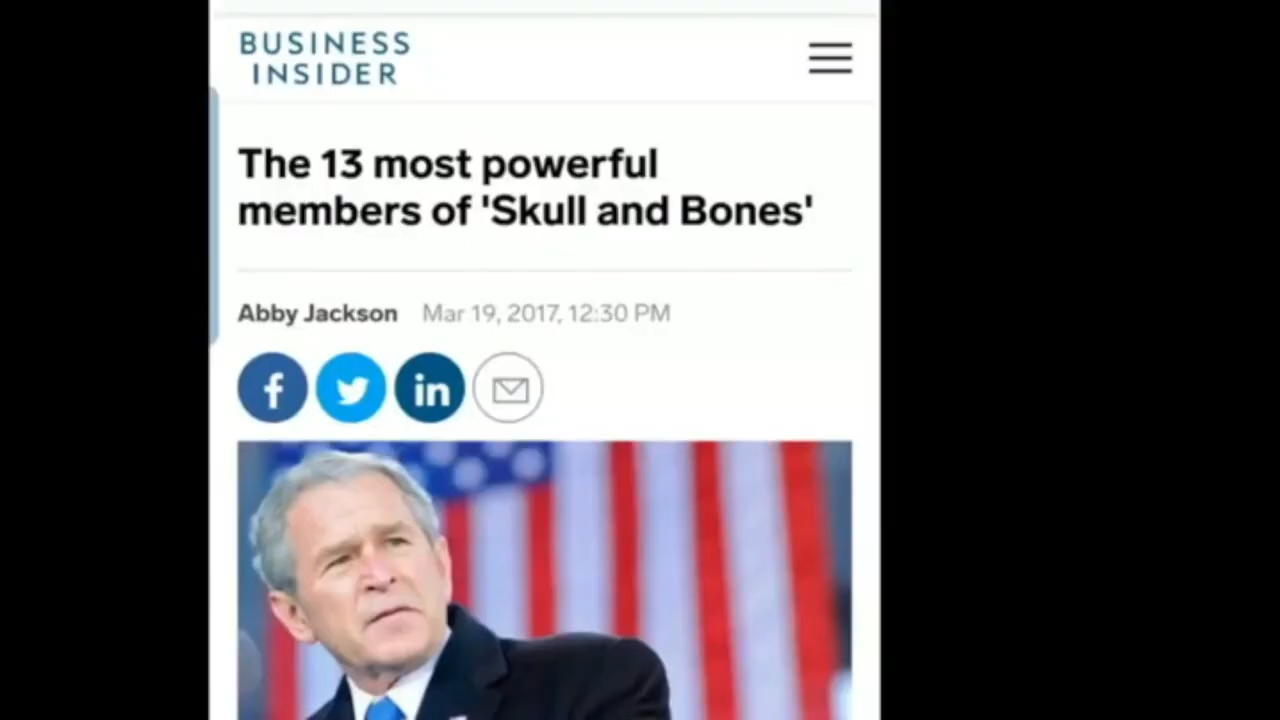 BUSINESS
INSIDER
The 13 most powerful
members of 'Skull and Bones'
Abby Jackson Mar 19, 2017, 12:30 PM